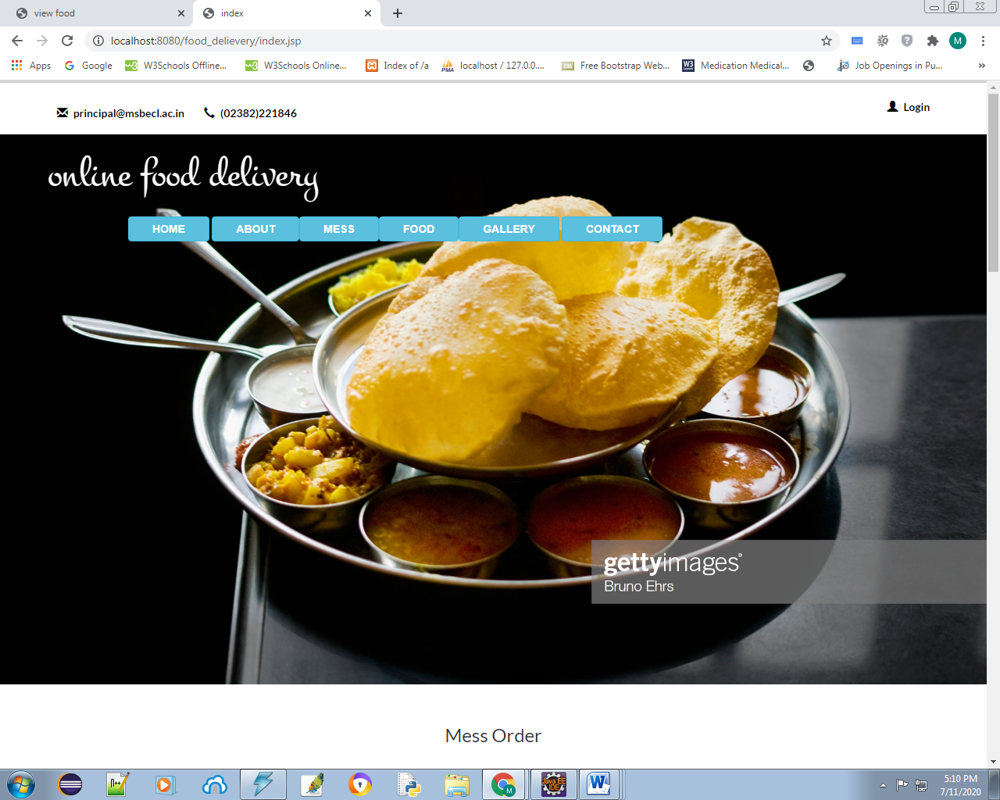 view food
index
localhost:8080/food_delievery/index.jsp
M
Apps
Google
W3Schools Offline...
W3Schools Online...
Index of /a
PMA
localhost / 127.0.0....
Free Bootstrap Web...
W3
Medication Medical...
Job Openings in Pu...
»
principal@msbecl.ac.in
(02382)221846
Login
online food delivery
HOME
ABOUT
MESS
FOOD
GALLERY
CONTACT
gettyimages®
Bruno Ehrs
Mess Order
Java EE
IDE
5:10 PM
7/11/2020